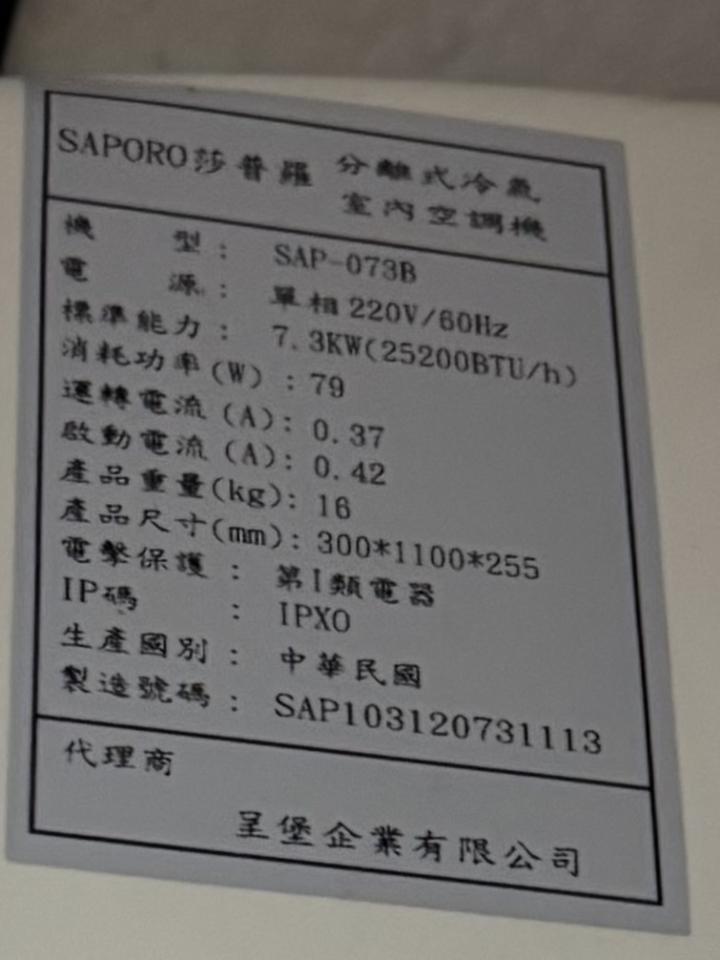 SAPORO莎普羅 分離式冷氣
室內空調機
機 型： SAP-073B
電 源： 單相220V/60Hz
標準能力： 7.3KW(25200BTU/h)
消耗功率(W)：79
運轉電流(A)：0.37
啟動電流(A)：0.42
產品重量(kg)：16
產品尺寸(mm)：300*1100*255
電擊保護： 第I類電器
IP碼 ： IPX0
生產國別： 中華民國
製造號碼： SAP103120731113
代理商
呈堡企業有限公司